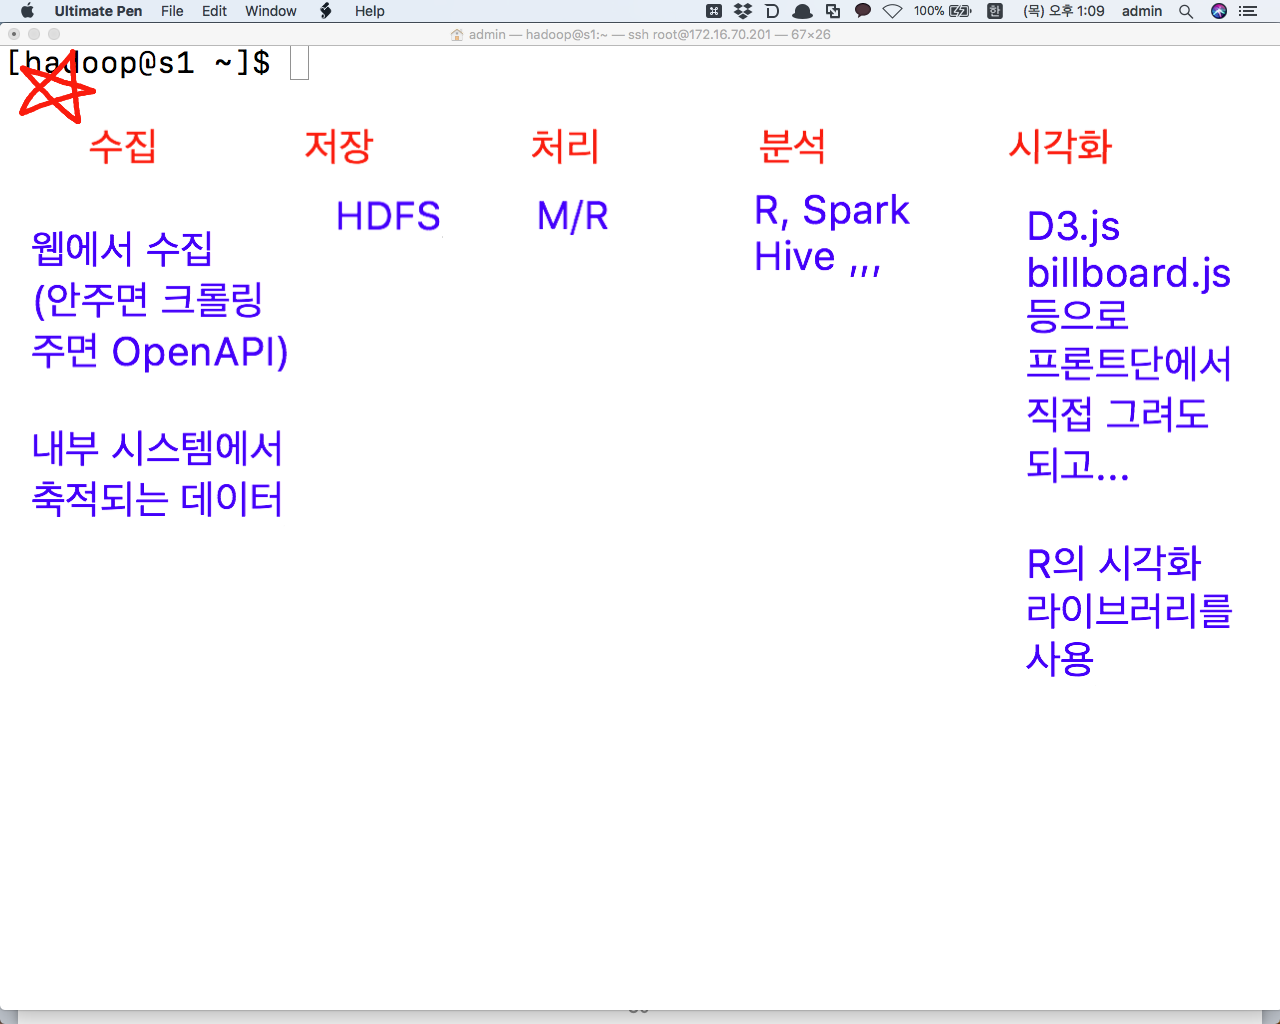 Ultimate Pen File Edit Window Help 100% 한 (목) 오후 1:09 admin
admin — hadoop@s1:~ — ssh root@172.16.70.201 — 67×26
[hadoop@s1 ~]$
수집 저장 처리 분석 시각화
웹에서 수집
(안주면 크롤링
주면 OpenAPI)
내부 시스템에서
축적되는 데이터
HDFS
M/R
R, Spark
Hive ,,,
D3.js
billboard.js
등으로
프론트단에서
직접 그려도
되고...
R의 시각화
라이브러리를
사용